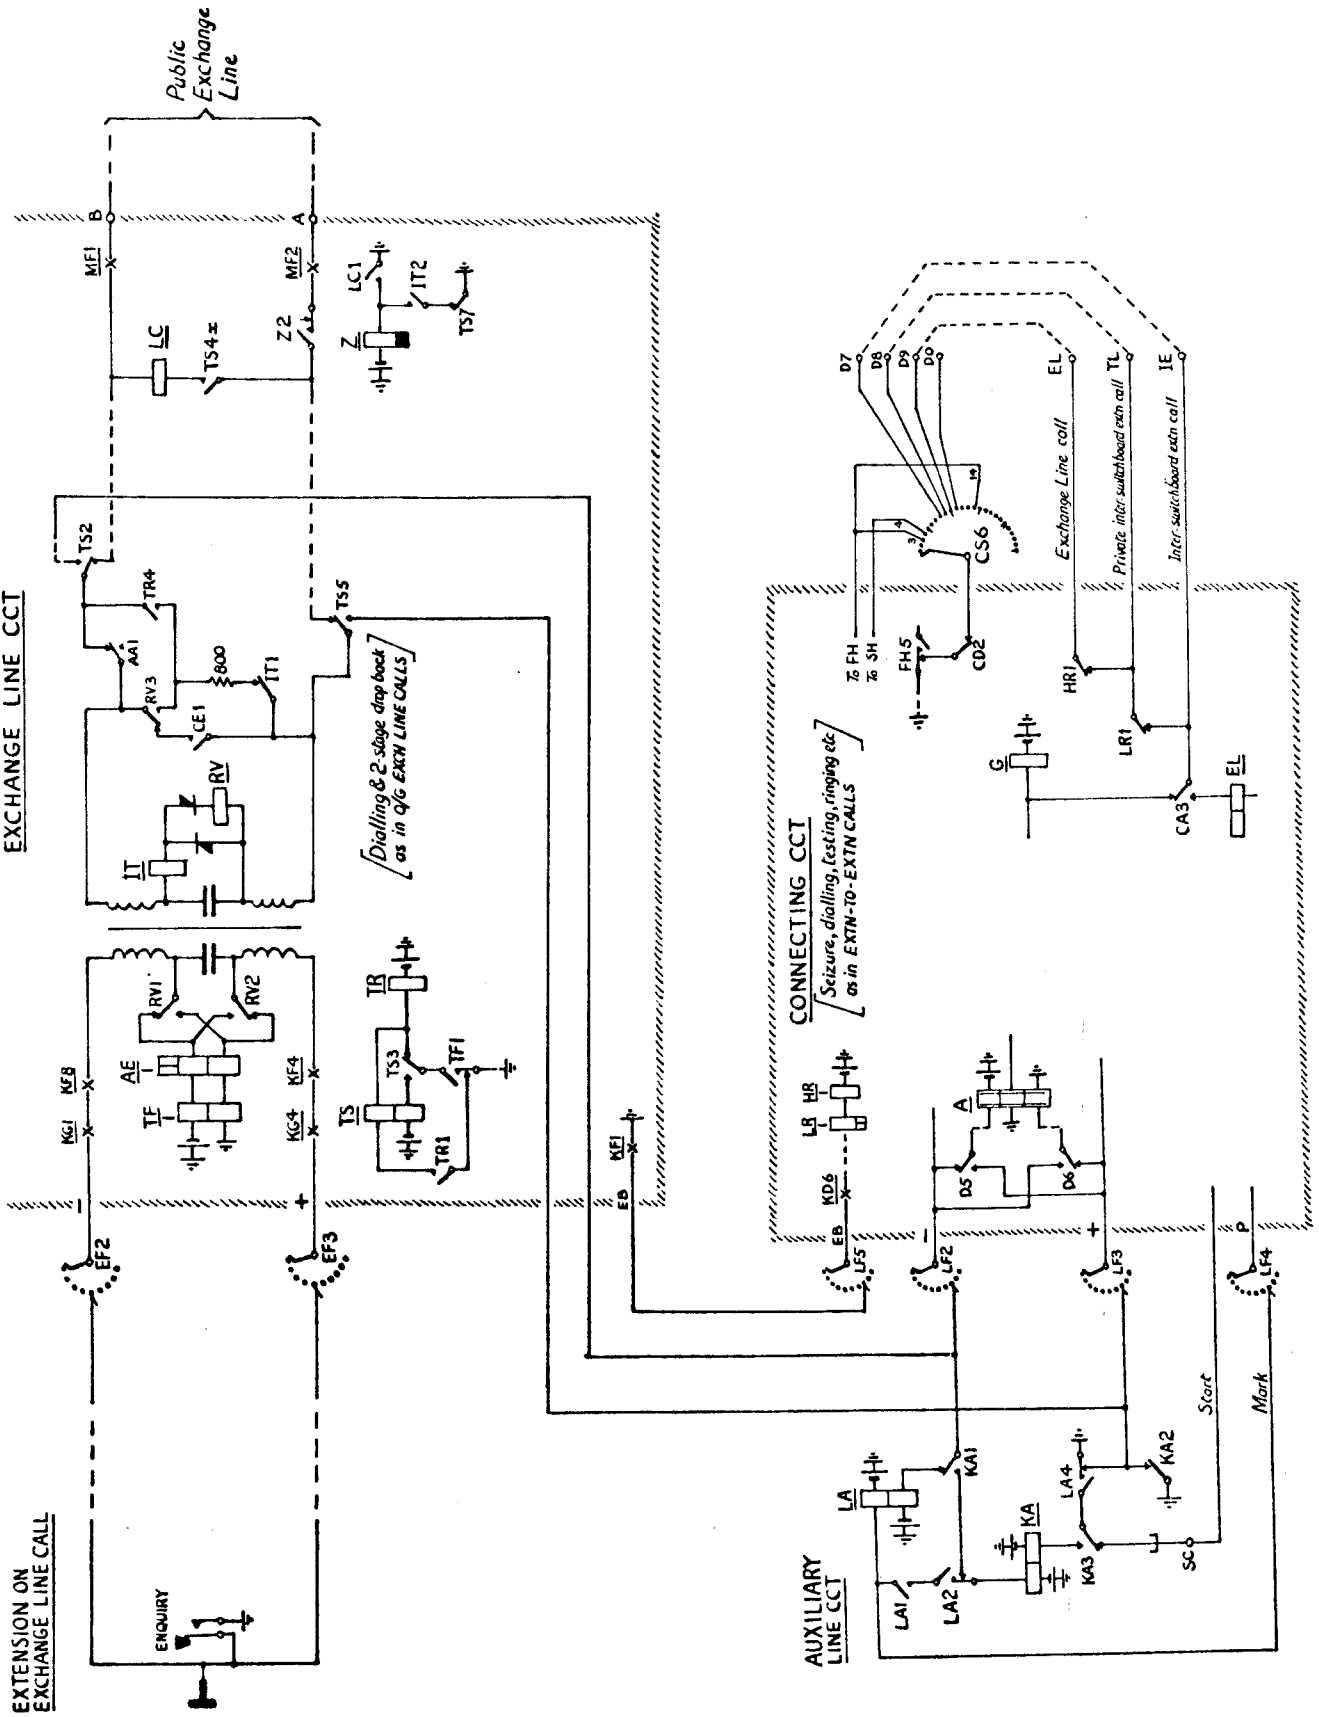 EXTENSION ON
EXCHANGE LINE CALL
ENQUIRY
EF2
EF3
-
+
EXCHANGE LINE CCT
KG1
KF8
KG4
KF4
TF
AE
RV1
RV2
IT
RV
CE1
RV3
AA1
TR4
800
IT1
TS2
TS5
LC
TS4x
MF1
MF2
B
A
Z2
Z
LC1
IT2
TS7
Public
Exchange
Line
TS
TR
TS3
TF1
TR1
[Dialling & 2-stage drop back
as in O/G EXCH LINE CALLS]
KF1
EB
AUXILIARY
LINE CCT
LA
LA1
LA2
KA
KA1
KA2
KA3
LA4
SC
Start
Mark
LF5
LF2
LF3
LF4
EB
-
+
P
CONNECTING CCT
[Seizure, dialling, testing, ringing etc
as in EXTN-TO-EXTN CALLS]
KD6
LR
HR
A
D5
D6
To FH
To SH
FH5
CD2
CS6
3
4
14
D7
D8
D9
D0
G
HR1
LR1
CA3
EL
Exchange Line call
Private inter-switchboard extn call
Inter-switchboard extn call
EL
TL
IE